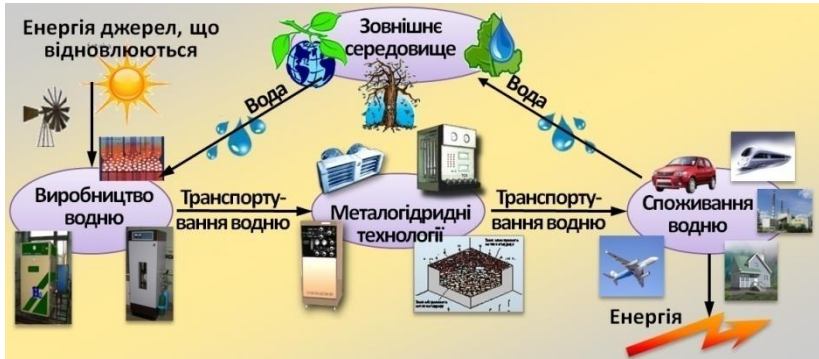 Енергія джерел, що
відновлюються
Зовнішнє
середовище
Вода
Вода
Виробництво
водню
Транспорту-
вання водню
Металогідридні
технології
Транспорту-
вання водню
Споживання
водню
Енергія